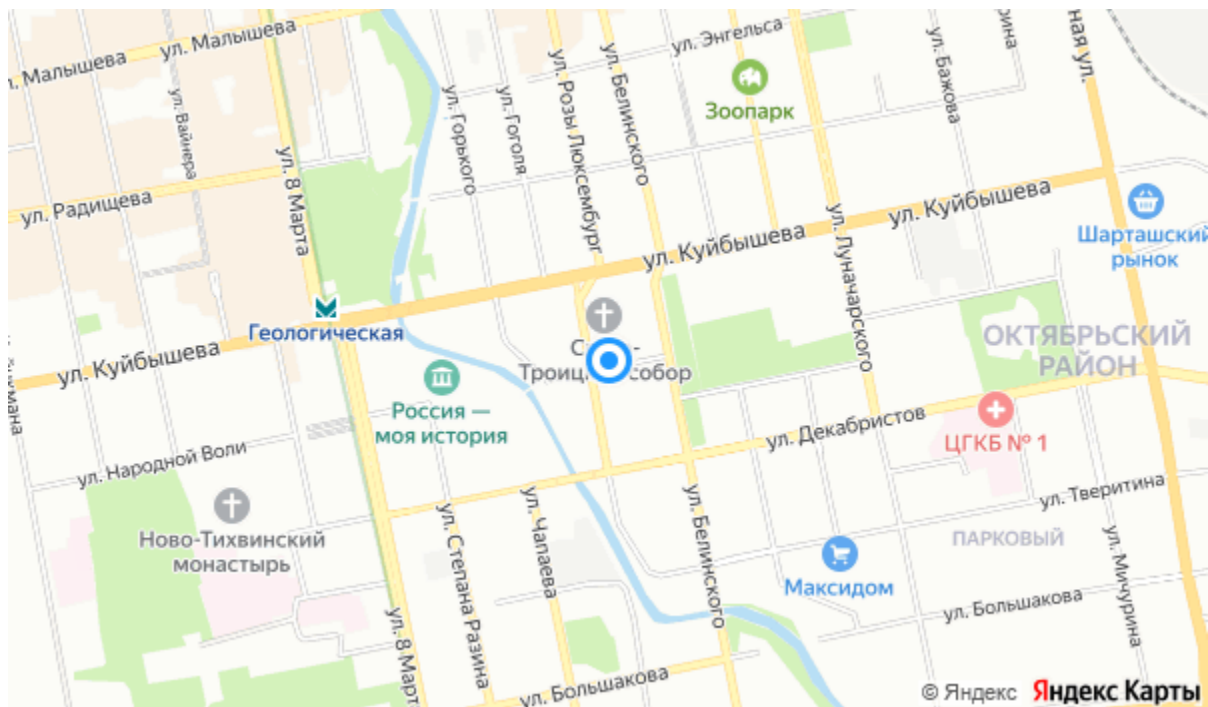 ул. Малышева
ул. Малышева
ул. Энгельса
ул. Вайнера
ул. Горького
ул. Гоголя
ул. Розы Люксембург
ул. Белинского
Зоопарк
ул. Бажова
ная ул.
ул. Радищева
ул. 8 Марта
ул. Куйбышева
ул. Куйбышева
ул. Луначарского
Шарташский
рынок
Геологическая
ул. Куйбышева
ОКТЯБРЬСКИЙ
РАЙОН
Россия —
моя история
ул. Декабристов
ЦГКБ № 1
ул. Народной Воли
Ново-Тихвинский
монастырь
ул. Степана Разина
ул. Чапаева
ул. Белинского
ул. Тверитина
ПАРКОВЫЙ
Максидом
ул. Мичурина
ул. Большакова
ул. 8 Март
ул. Большакова
© Яндекс Яндекс Карты